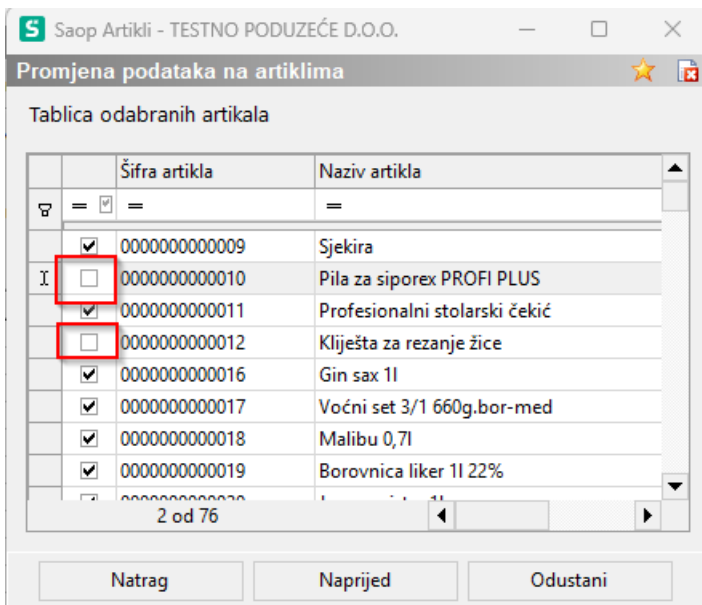 S Saop Artikli - TESTNO PODUZEĆE D.O.O.
Promjena podataka na artiklima
Tablica odabranih artikala
Šifra artikla Naziv artikla
= = =
0000000000009 Sjekira
0000000000010 Pila za siporex PROFI PLUS
0000000000011 Profesionalni stolarski čekić
0000000000012 Kliješta za rezanje žice
0000000000016 Gin sax 1l
0000000000017 Voćni set 3/1 660g.bor-med
0000000000018 Malibu 0,7l
0000000000019 Borovnica liker 1l 22%
2 od 76
Natrag Naprijed Odustani